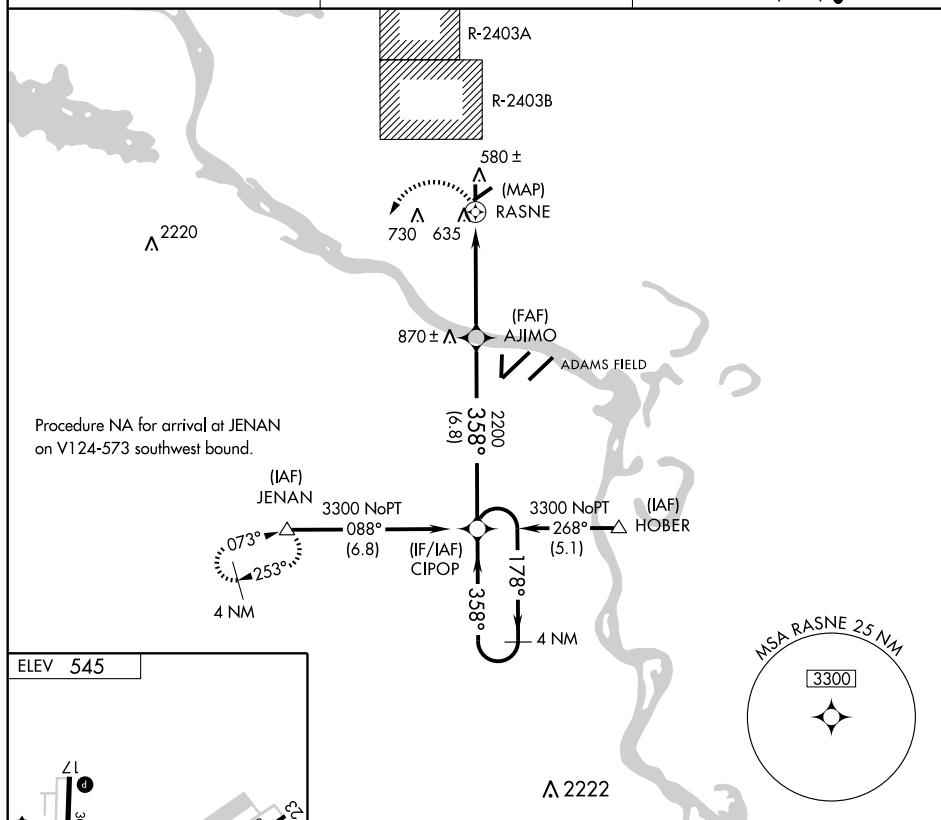 R-2403A
R-2403B
580 ±
(MAP)
RASNE
730 635
2220
(FAF)
AJIMO
870 ±
ADAMS FIELD
2200
358°
(6.8)
Procedure NA for arrival at JENAN
on V124-573 southwest bound.
(IAF)
JENAN
3300 NoPT
088°
(6.8)
3300 NoPT
268°
(5.1)
(IAF)
HOBER
(IF/IAF)
CIPOP
073°
253°
4 NM
178°
358°
4 NM
MSA RASNE 25 NM
3300
ELEV 545
17
P
23
2222